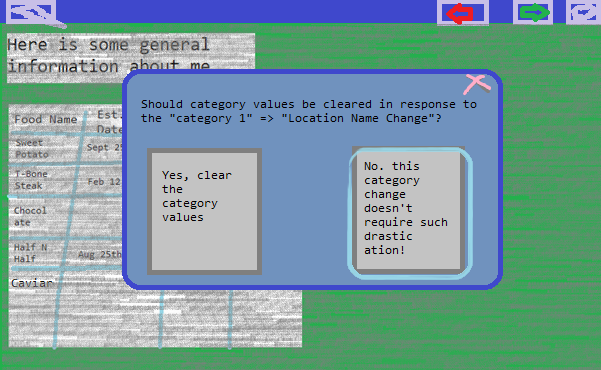 Here is some general
information about me
Should category values be cleared in response to
the "category 1" => "Location Name Change"?
Yes, clear
the
category
values
No. this
category
change
doesn't
require such
drastic
ation!
Food Name
Est.
Date
Sweet
Potato
Sept 25
T-Bone
Steak
Feb 12
Chocol
ate
Half N
Half
Aug 25th
Caviar